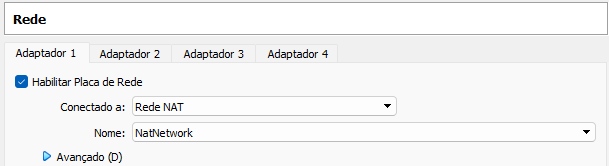 Rede
Adaptador 1 Adaptador 2 Adaptador 3 Adaptador 4
Habilitar Placa de Rede
Conectado a: Rede NAT
Nome: NatNetwork
Avançado (D)